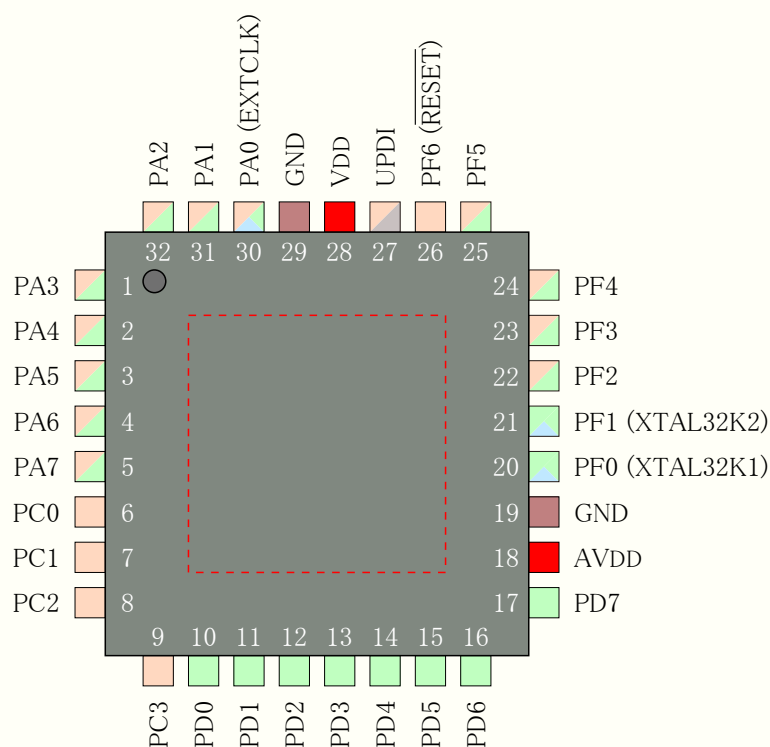 PA2
PA1
PA0 (EXTCLK)
GND
VDD
UPDI
PF6 (RESET)
PF5
32 31 30 29 28 27 26 25
PA3 1
PA4 2
PA5 3
PA6 4
PA7 5
PC0 6
PC1 7
PC2 8
24 PF4
23 PF3
22 PF2
21 PF1 (XTAL32K2)
20 PF0 (XTAL32K1)
19 GND
18 AVDD
17 PD7
9 10 11 12 13 14 15 16
PC3
PD0
PD1
PD2
PD3
PD4
PD5
PD6